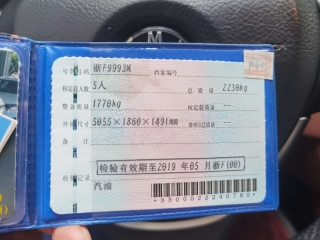 号牌号码 浙F9993M 档案编号
核定载人数 5人 总质量 2230kg
整备质量 1770kg 核定载质量 --
外廓尺寸 5055×1860×1491mm 准牵引总质量 --
备注
检验有效期至2019年05月浙F(00)
检验记录
汽油
*3300022240780*